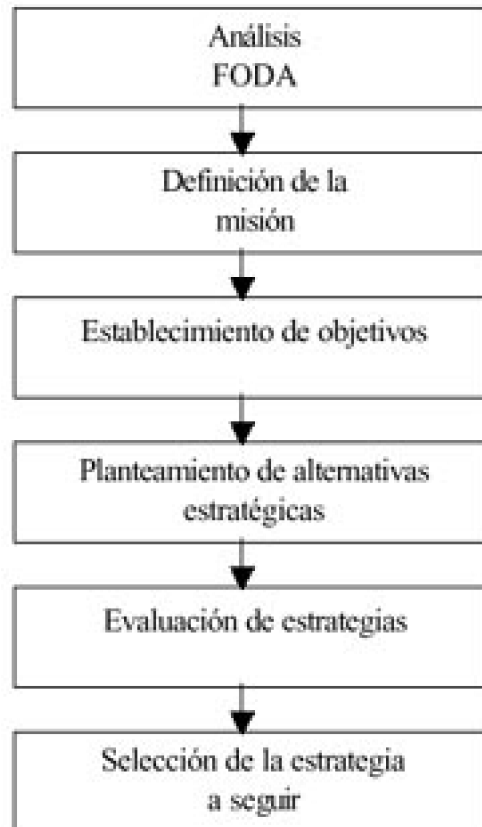 Análisis
FODA
Definición de la
misión
Establecimiento de objetivos
Planteamiento de alternativas
estratégicas
Evaluación de estrategias
Selección de la estrategia
a seguir